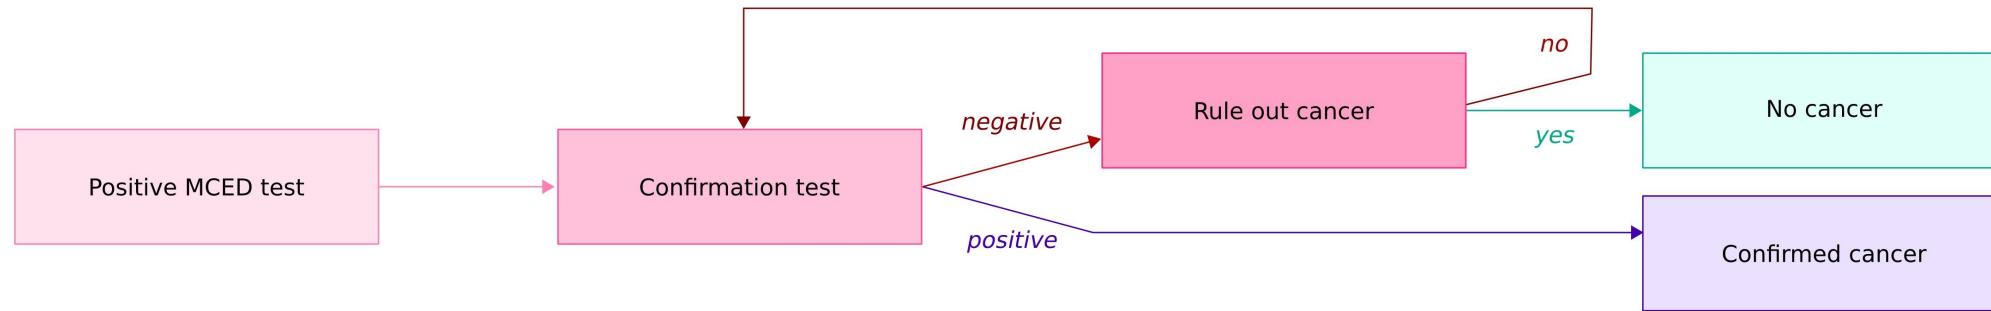 Positive MCED test
Confirmation test
negative
positive
Rule out cancer
no
yes
No cancer
Confirmed cancer